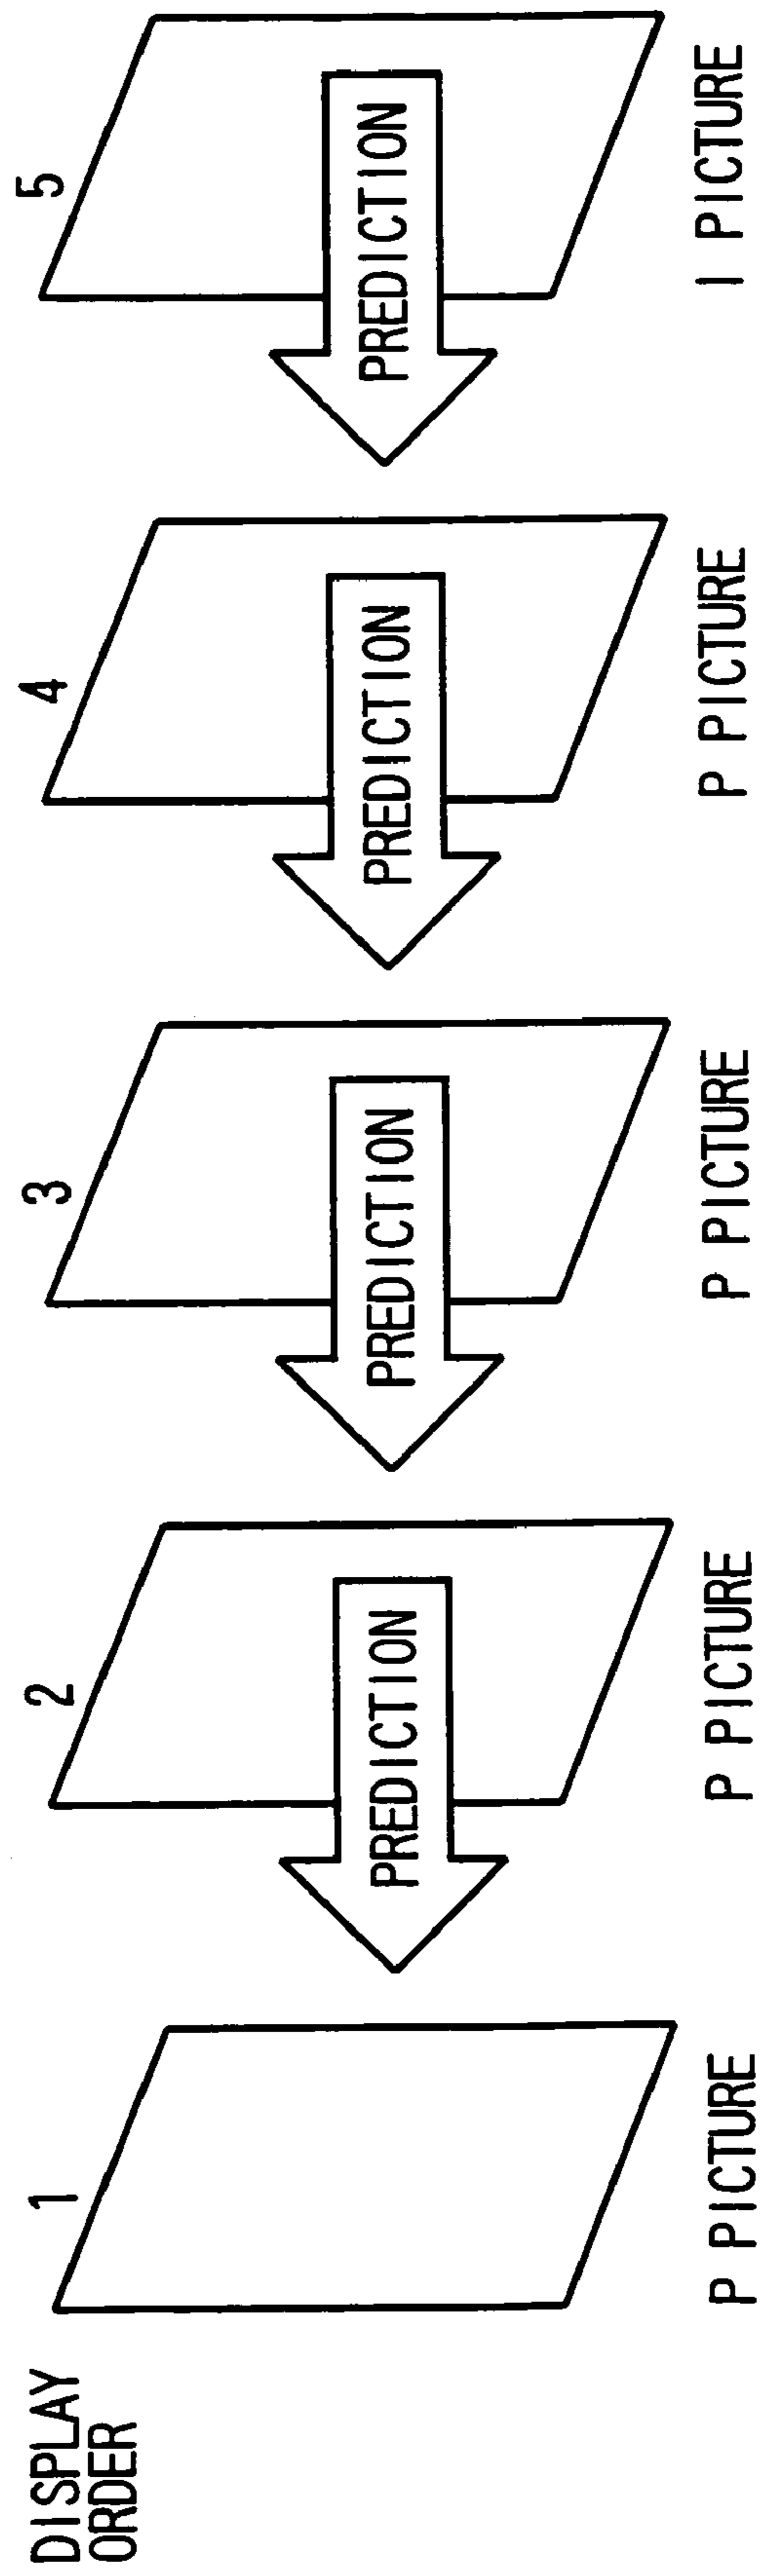 DISPLAY
ORDER
1
2
3
4
5
PREDICTION
PREDICTION
PREDICTION
PREDICTION
P PICTURE
P PICTURE
P PICTURE
P PICTURE
I PICTURE